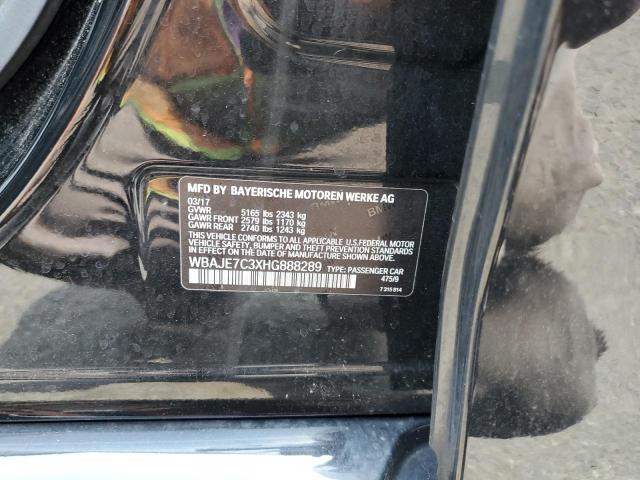 MFD BY BAYERISCHE MOTOREN WERKE AG
03/17
GVWR 5165 lbs 2343 kg
GAWR FRONT 2579 lbs 1170 kg
GAWR REAR 2740 lbs 1243 kg
THIS VEHICLE CONFORMS TO ALL APPLICABLE U.S.FEDERAL MOTOR
VEHICLE SAFETY, BUMPER, AND THEFT PREVENTION STANDARDS
IN EFFECT ON THE DATE OF MANUFACTURE SHOWN ABOVE.
WBAJE7C3XHG888289 TYPE: PASSENGER CAR
475/9
7 315 814